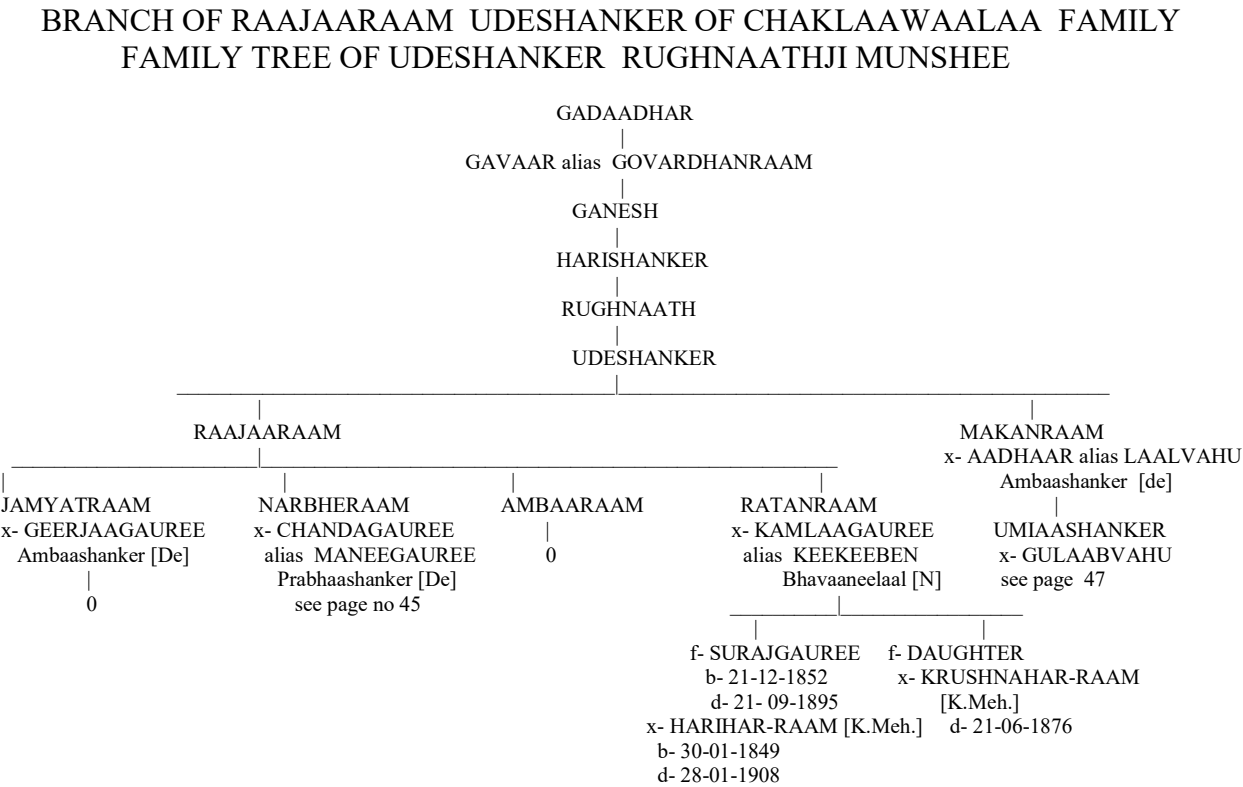 BRANCH OF RAAJAARAAM UDESHANKER OF CHAKLAAWAALAA FAMILY
FAMILY TREE OF UDESHANKER RUGHNAATHJI MUNSHEE
GADAADHAR
GAVAAR alias GOVARDHANRAAM
GANESH
HARISHANKER
RUGHNAATH
UDESHANKER
RAAJAARAAM
MAKANRAAM
x- AADHAAR alias LAALVAHU
Ambaashanker [de]
JAMYATRAAM
x- GEERJAAGAUREE
Ambaashanker [De]
0
NARBHERAAM
x- CHANDAGAUREE
alias MANEEGAUREE
Prabhaashanker [De]
see page no 45
AMBAARAAM
0
RATANRAAM
x- KAMLAAGAUREE
alias KEEKEEBEN
Bhavaaneelaal [N]
UMIAASHANKER
x- GULAABVAHU
see page 47
f- SURAJGAUREE
b- 21-12-1852
d- 21- 09-1895
x- HARIHAR-RAAM [K.Meh.]
b- 30-01-1849
d- 28-01-1908
f- DAUGHTER
x- KRUSHNAHAR-RAAM
[K.Meh.]
d- 21-06-1876